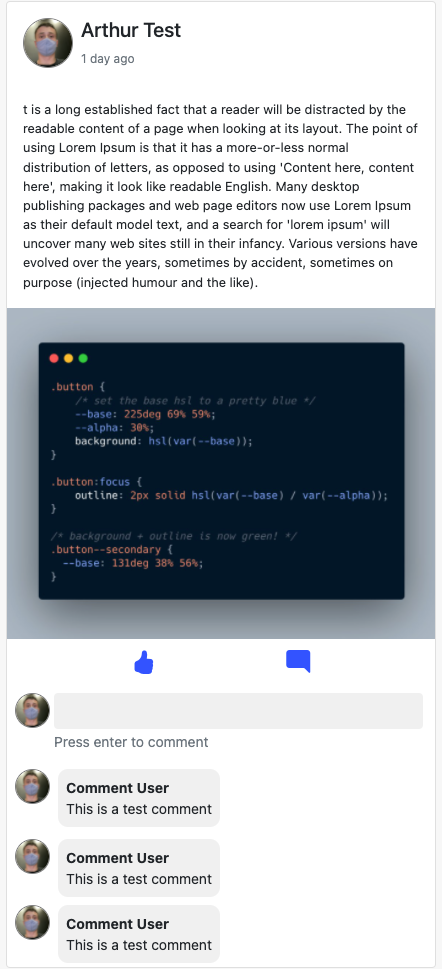 Arthur Test
1 day ago
t is a long established fact that a reader will be distracted by the
readable content of a page when looking at its layout. The point of
using Lorem Ipsum is that it has a more-or-less normal
distribution of letters, as opposed to using 'Content here, content
here', making it look like readable English. Many desktop
publishing packages and web page editors now use Lorem Ipsum
as their default model text, and a search for 'lorem ipsum' will
uncover many web sites still in their infancy. Various versions have
evolved over the years, sometimes by accident, sometimes on
purpose (injected humour and the like).
.button {
/* set the base hsl to a pretty blue */
--base: 225deg 69% 59%;
--alpha: 30%;
background: hsl(var(--base));
}
.button:focus {
outline: 2px solid hsl(var(--base) / var(--alpha));
}
/* background + outline is now green! */
.button--secondary {
--base: 131deg 38% 56%;
}
Press enter to comment
Comment User
This is a test comment
Comment User
This is a test comment
Comment User
This is a test comment